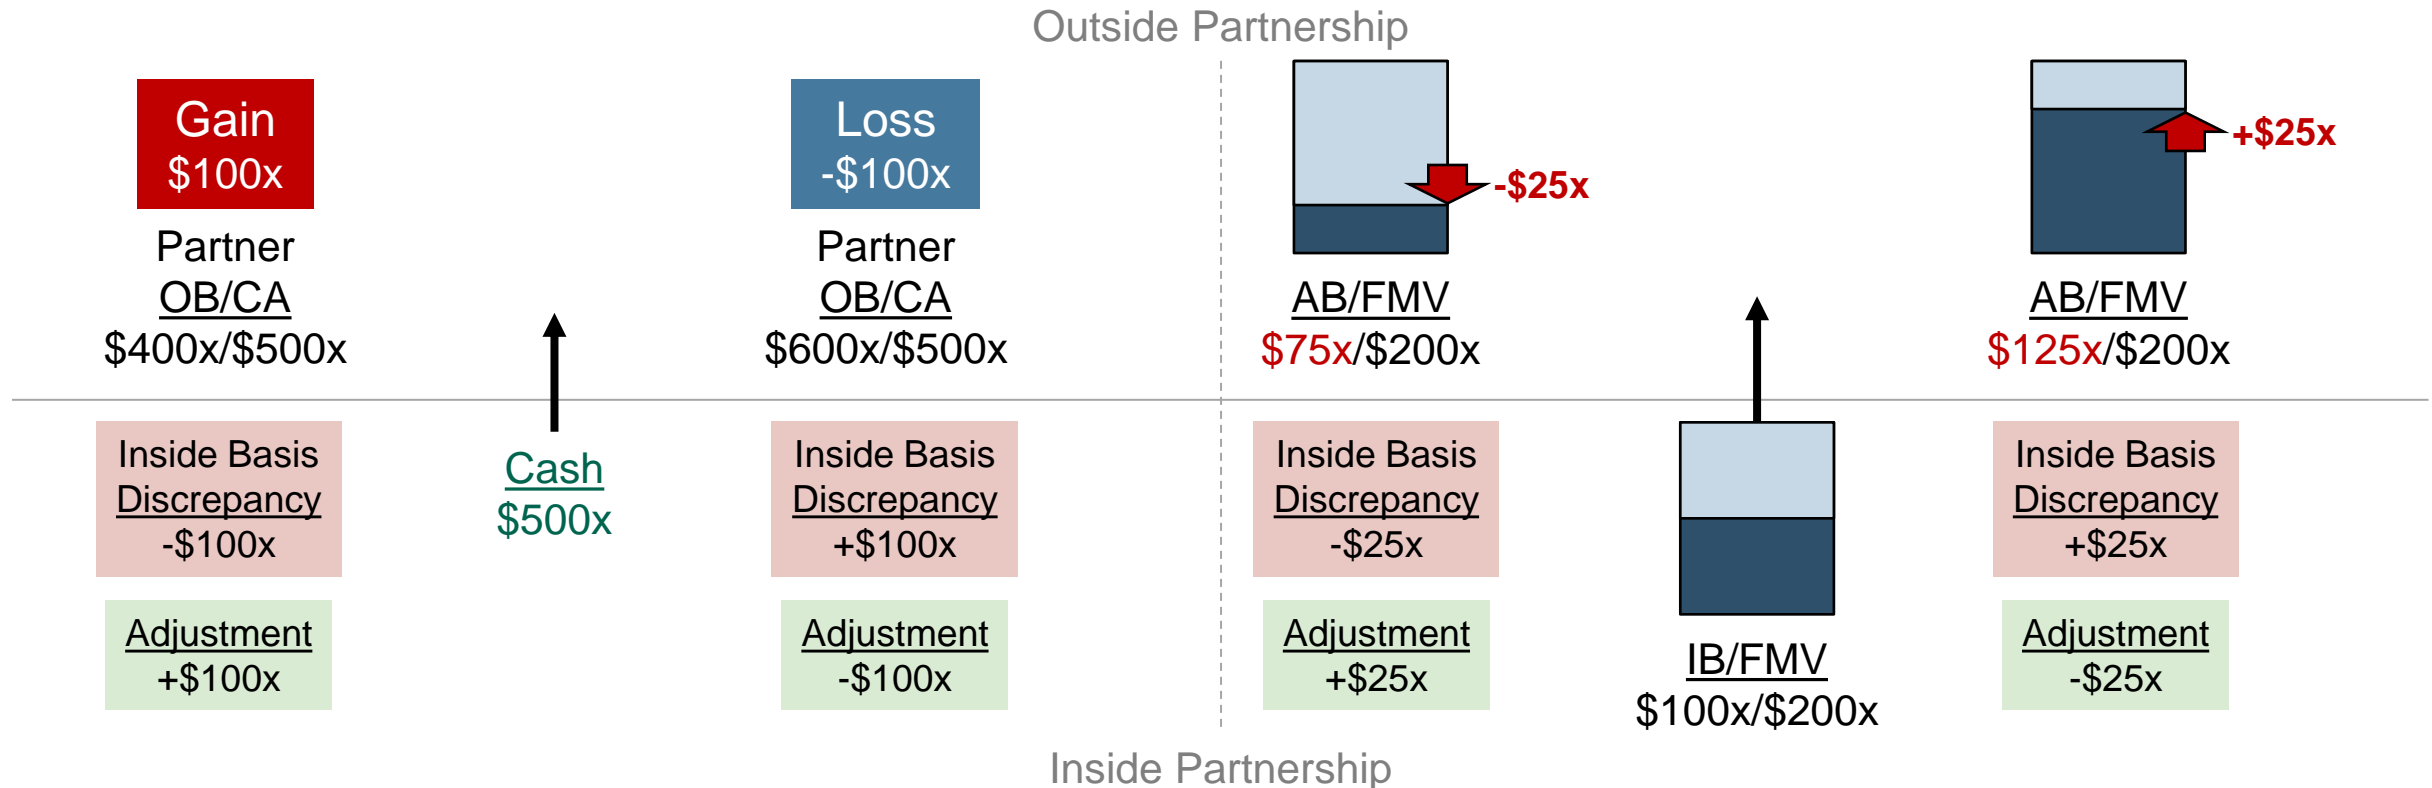 Outside Partnership
Gain
$100x
Partner
OB/CA
$400x/$500x
Loss
-$100x
Partner
OB/CA
$600x/$500x
-$25x
AB/FMV
$75x/$200x
+$25x
AB/FMV
$125x/$200x
Inside Basis
Discrepancy
-$100x
Adjustment
+$100x
Cash
$500x
Inside Basis
Discrepancy
+$100x
Adjustment
-$100x
Inside Basis
Discrepancy
-$25x
Adjustment
+$25x
IB/FMV
$100x/$200x
Inside Basis
Discrepancy
+$25x
Adjustment
-$25x
Inside Partnership